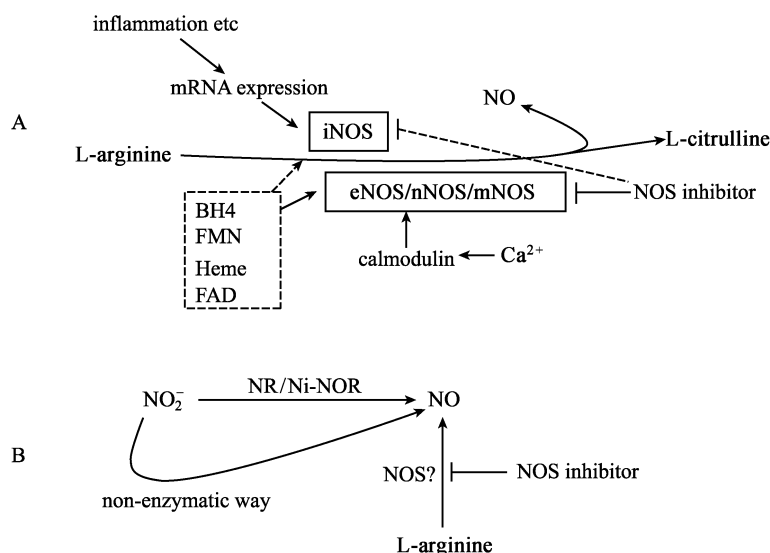 inflammation etc
mRNA expression
NO
A
iNOS
L-citrulline
L-arginine
eNOS/nNOS/mNOS
NOS inhibitor
BH4
FMN
Heme
FAD
calmodulin
Ca²⁺
NO₂⁻
NR/Ni-NOR
NO
B
NOS?
NOS inhibitor
non-enzymatic way
L-arginine